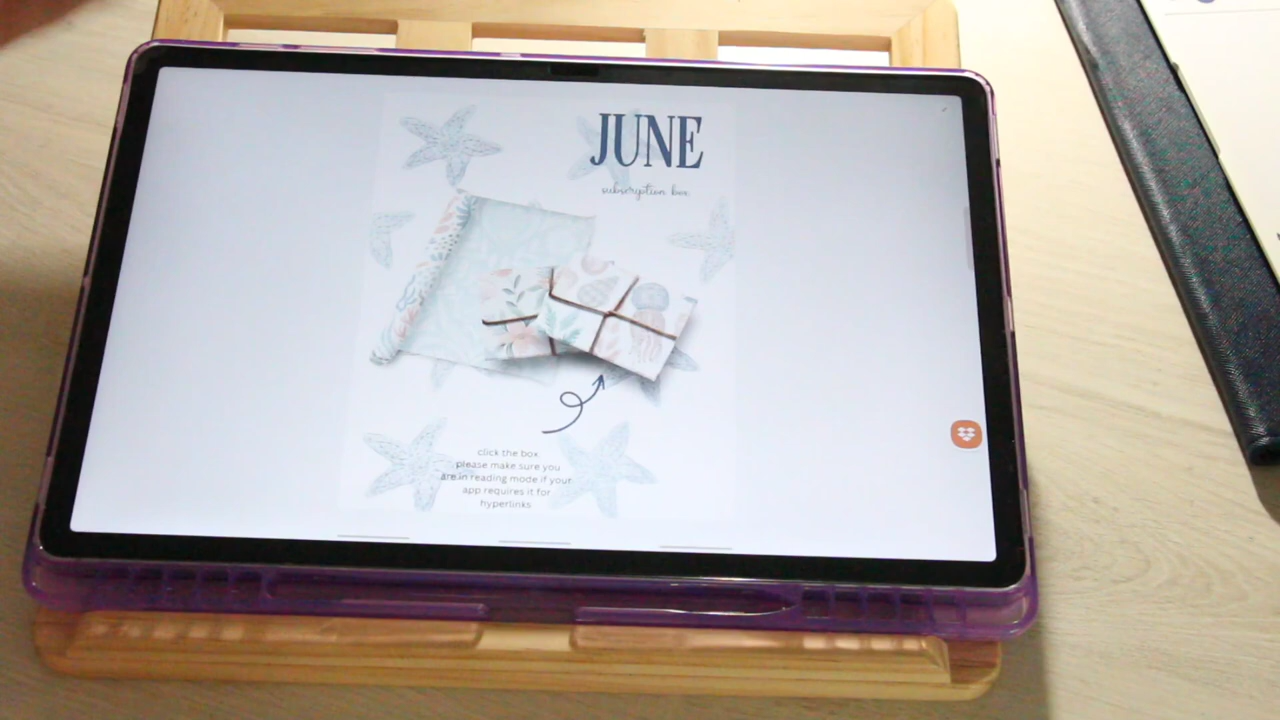 JUNE
subscription box
click the box
please make sure you
are in reading mode if your
app requires it for
hyperlinks